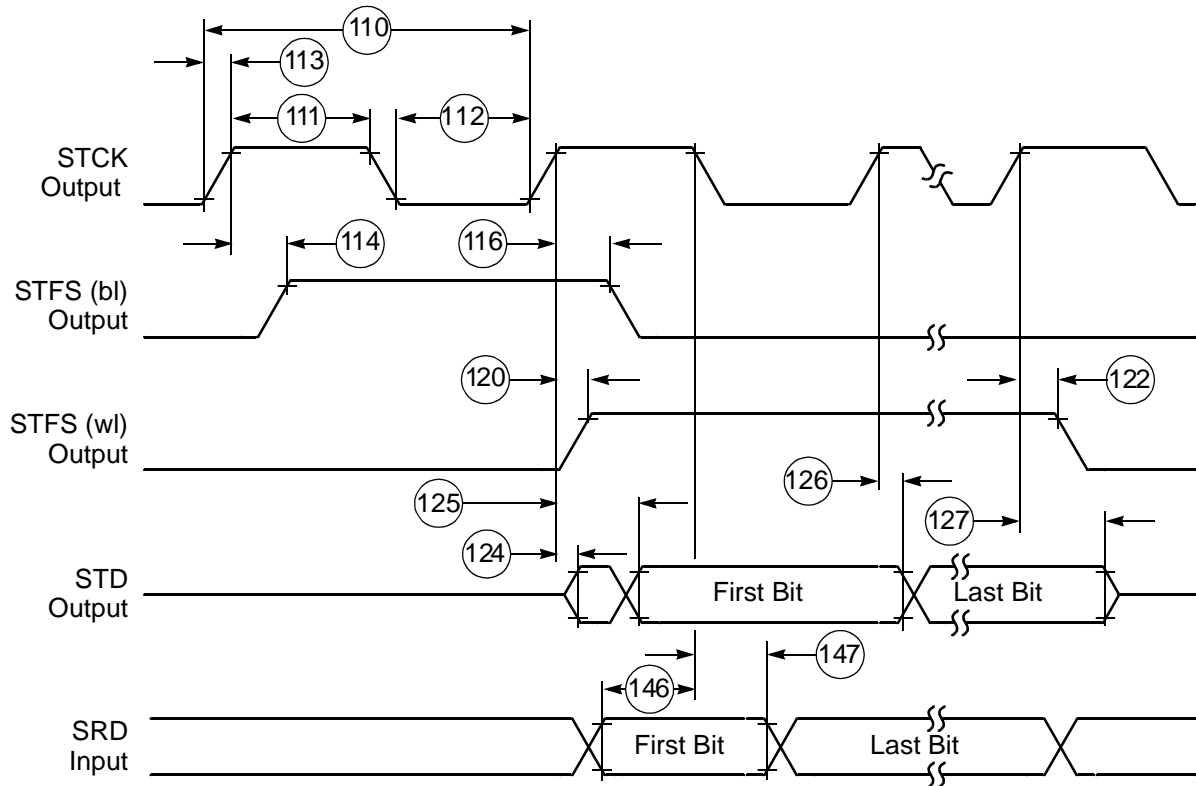 110
113
111
112
STCK
Output
114
116
STFS (bl)
Output
120
122
STFS (wl)
Output
126
125
127
124
STD
Output
First Bit
Last Bit
147
146
SRD
Input
First Bit
Last Bit